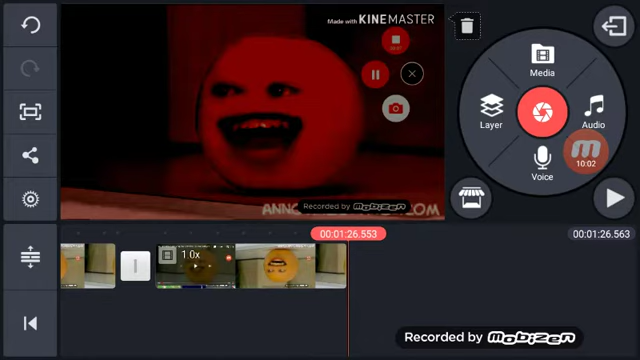 Made with KINEMASTER
Media
Layer
Audio
10:02
Voice
Recorded by mobizen
00:01:26.553
00:01:26.563
1.0x
Recorded by mobizen